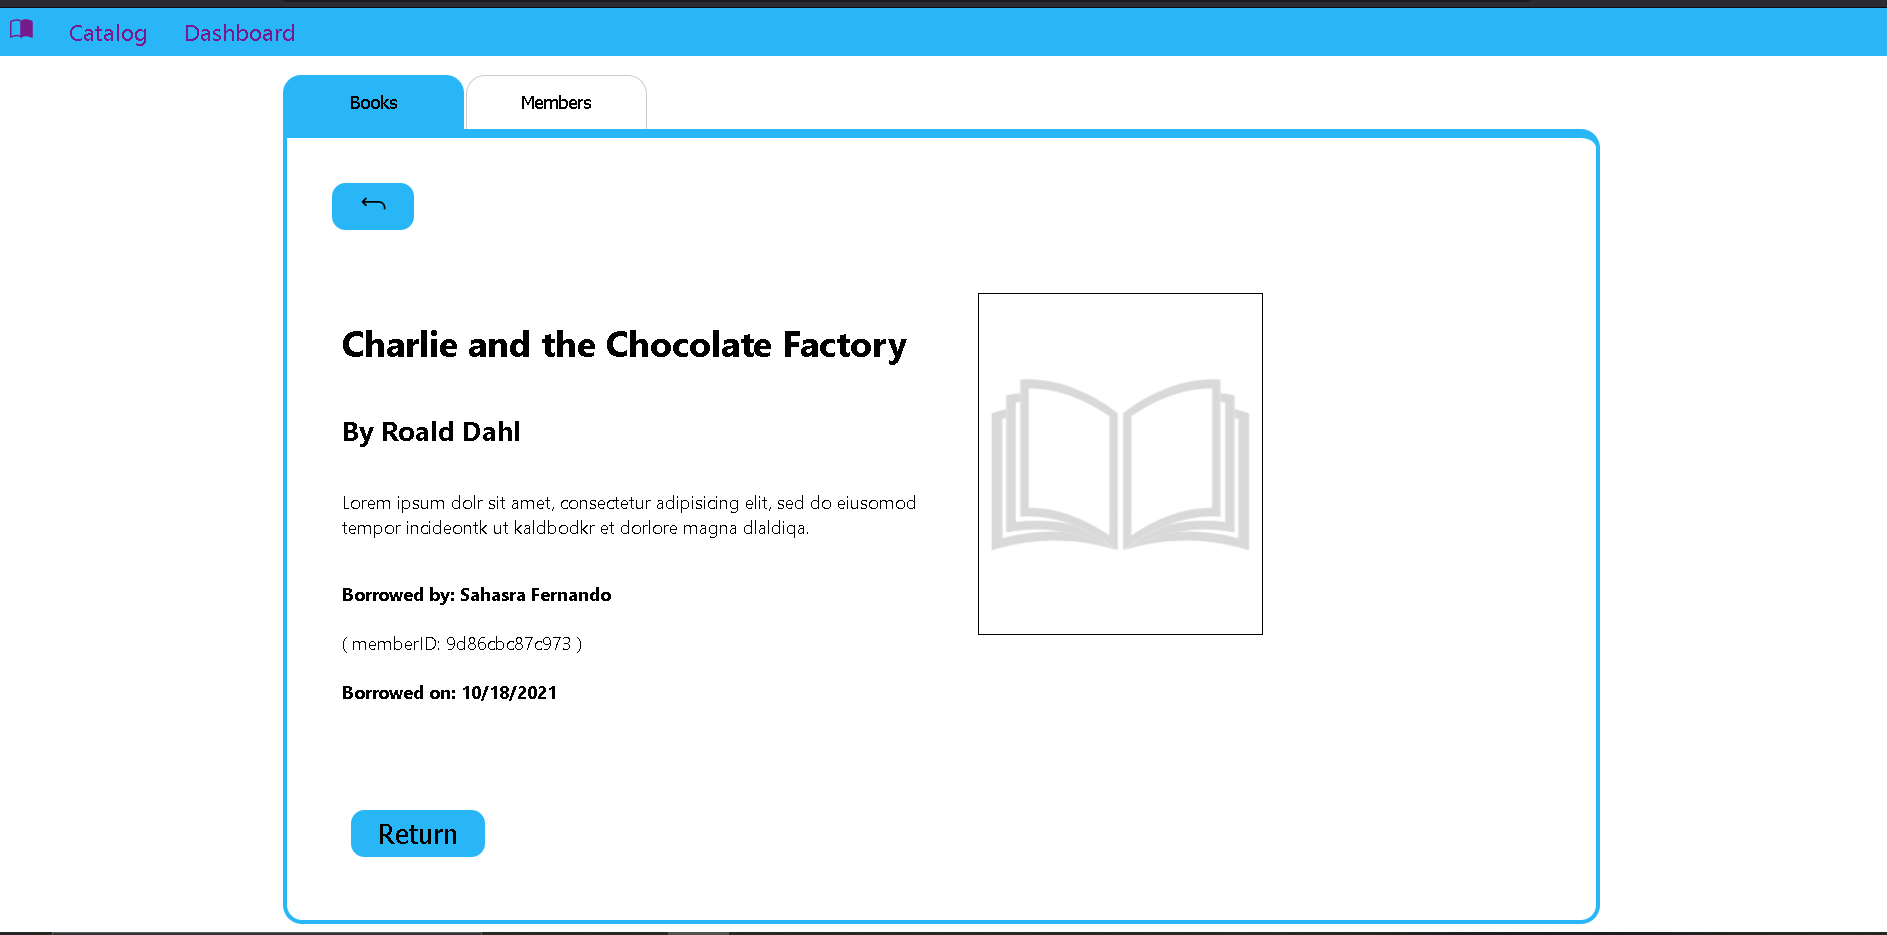 Catalog Dashboard
Books Members
Charlie and the Chocolate Factory
By Roald Dahl
Lorem ipsum dolr sit amet, consectetur adipisicing elit, sed do eiusomod
tempor incideontk ut kaldbodkr et dorlore magna dlaldiqa.
Borrowed by: Sahasra Fernando
( memberID: 9d86cbc87c973 )
Borrowed on: 10/18/2021
Return